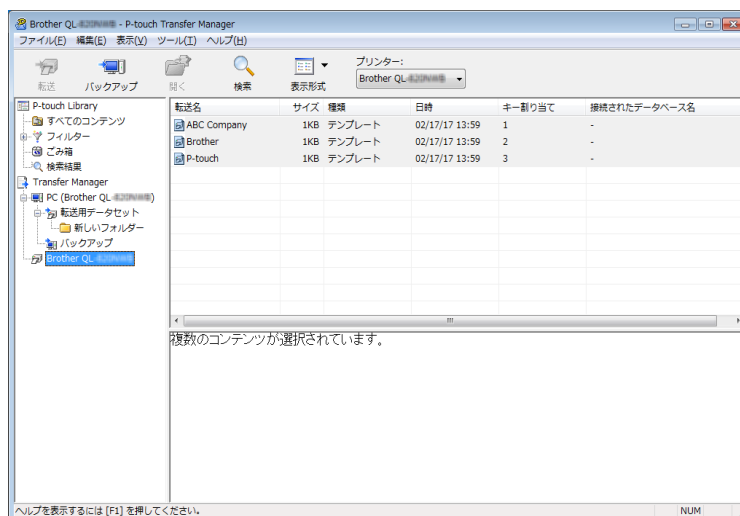 Brother QL- - P-touch Transfer Manager
ファイル(F) 編集(E) 表示(V) ツール(T) ヘルプ(H)
転送 バックアップ 開く 検索 表示形式
プリンター:
Brother QL-
P-touch Library
すべてのコンテンツ
フィルター
ごみ箱
検索結果
Transfer Manager
PC (Brother QL- )
転送用データセット
新しいフォルダー
バックアップ
Brother QL-
転送名 サイズ 種類 日時 キー割り当て 接続されたデータベース名
ABC Company 1KB テンプレート 02/17/17 13:59 1 -
Brother 1KB テンプレート 02/17/17 13:59 2 -
P-touch 1KB テンプレート 02/17/17 13:59 3 -
複数のコンテンツが選択されています。
ヘルプを表示するには [F1] を押してください。
NUM